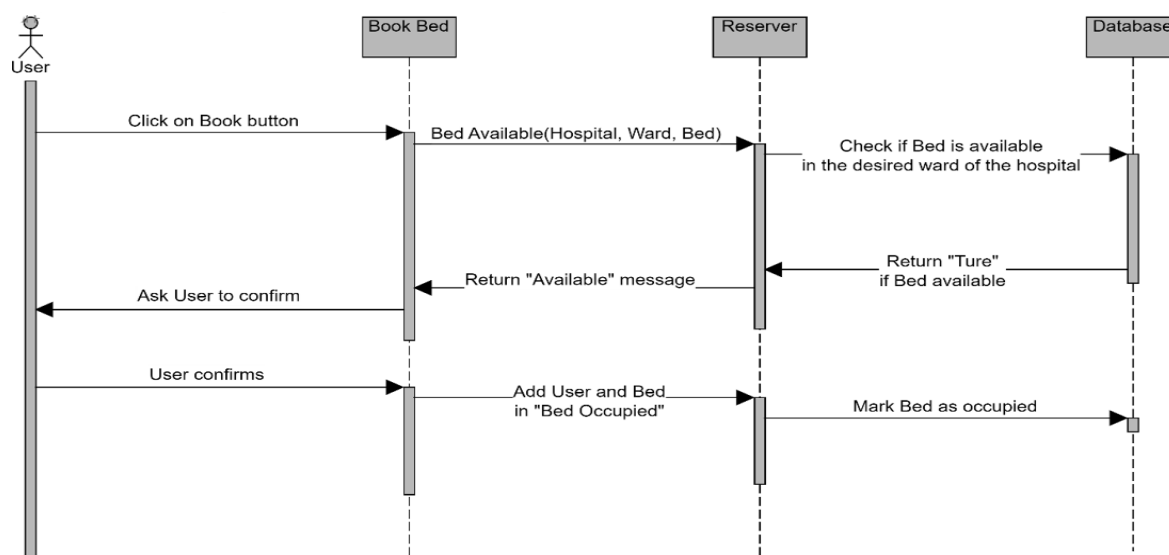 User
Book Bed
Reserver
Database
Click on Book button
Bed Available(Hospital, Ward, Bed)
Check if Bed is available
in the desired ward of the hospital
Return "Ture"
if Bed available
Return "Available" message
Ask User to confirm
User confirms
Add User and Bed
in "Bed Occupied"
Mark Bed as occupied